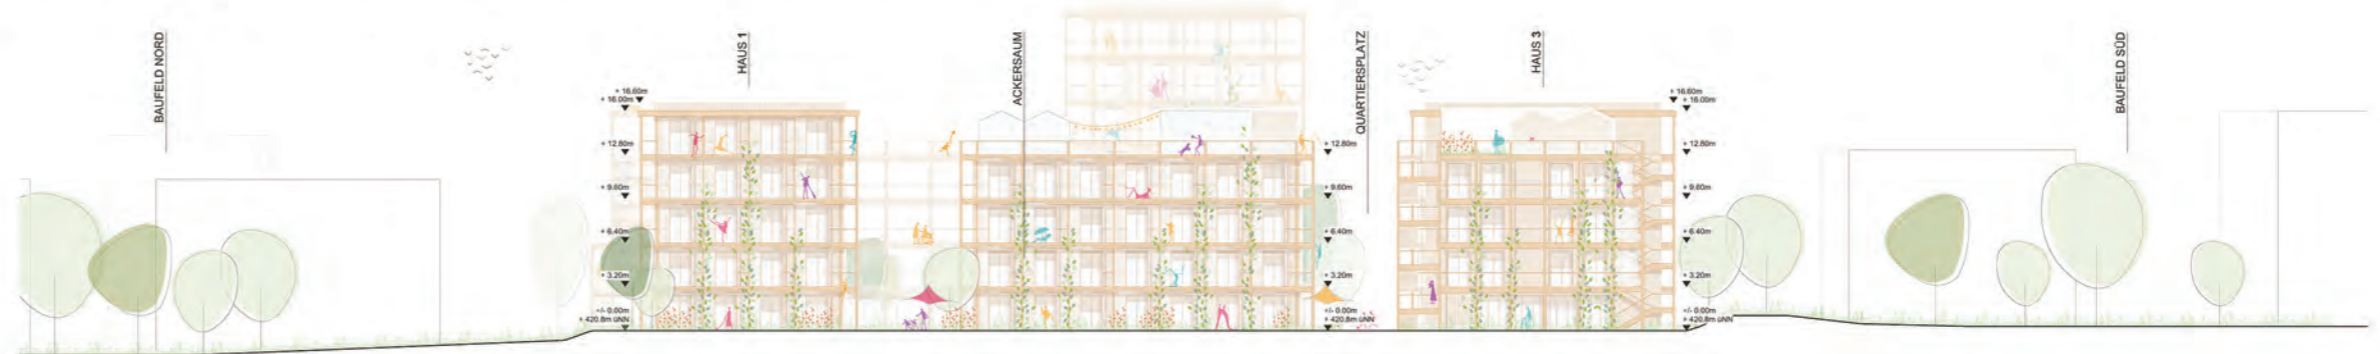 BAUFELD NORD
HAUS 1
ACKERSAUM
QUARTIERSPLATZ
HAUS 3
BAUFELD SÜD
+ 16.60m
+ 16.00m
+ 12.80m
+ 9.60m
+ 6.40m
+ 3.20m
+/- 0.00m
+ 420.8m üNN
+ 12.80m
+ 9.60m
+ 6.40m
+ 3.20m
+/- 0.00m
+ 420.8m üNN
+ 16.60m
+ 16.00m
+ 12.80m
+ 9.60m
+ 6.40m
+ 3.20m
+/- 0.00m
+ 420.8m üNN